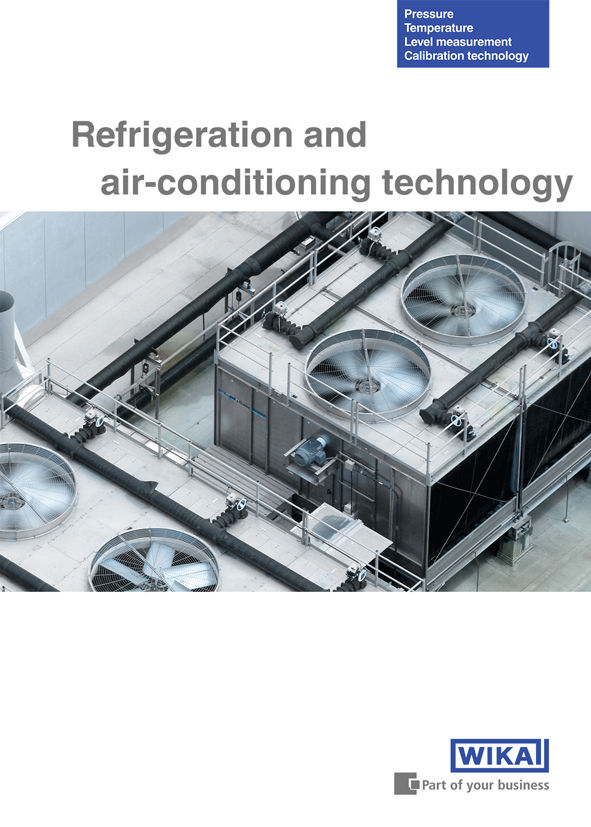 Pressure
Temperature
Level measurement
Calibration technology
Refrigeration and
air-conditioning technology
WIKA
Part of your business